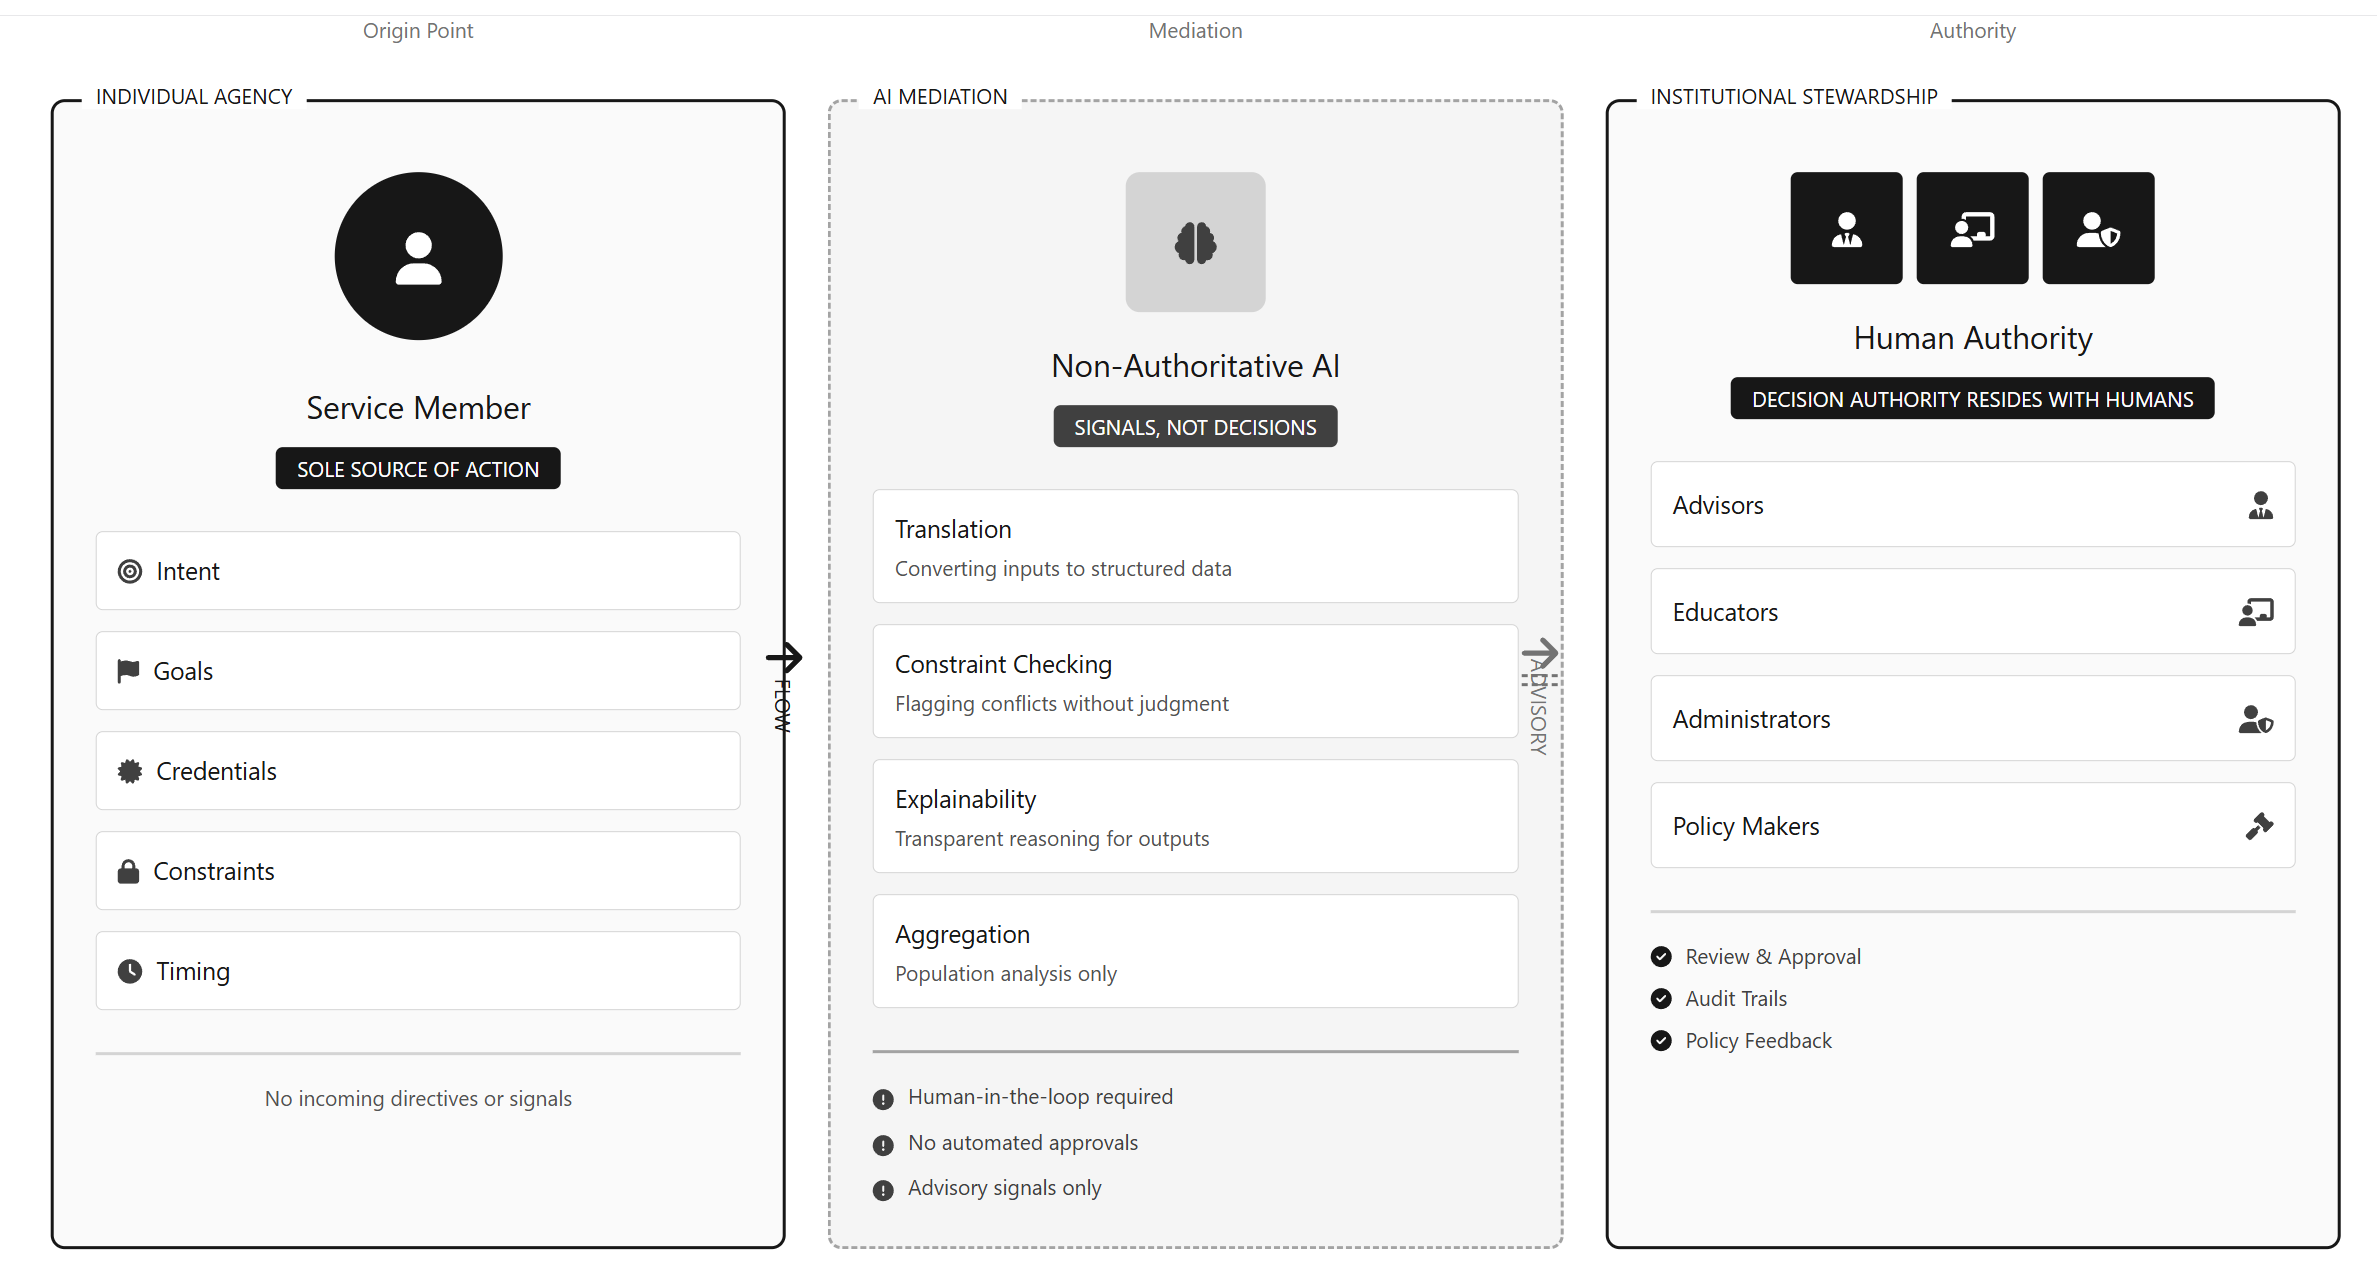 Origin Point
Mediation
Authority
INDIVIDUAL AGENCY
Service Member
SOLE SOURCE OF ACTION
Intent
Goals
Credentials
Constraints
Timing
No incoming directives or signals
FLOW
AI MEDIATION
Non-Authoritative AI
SIGNALS, NOT DECISIONS
Translation
Converting inputs to structured data
Constraint Checking
Flagging conflicts without judgment
Explainability
Transparent reasoning for outputs
Aggregation
Population analysis only
Human-in-the-loop required
No automated approvals
Advisory signals only
ADVISORY
INSTITUTIONAL STEWARDSHIP
Human Authority
DECISION AUTHORITY RESIDES WITH HUMANS
Advisors
Educators
Administrators
Policy Makers
Review & Approval
Audit Trails
Policy Feedback